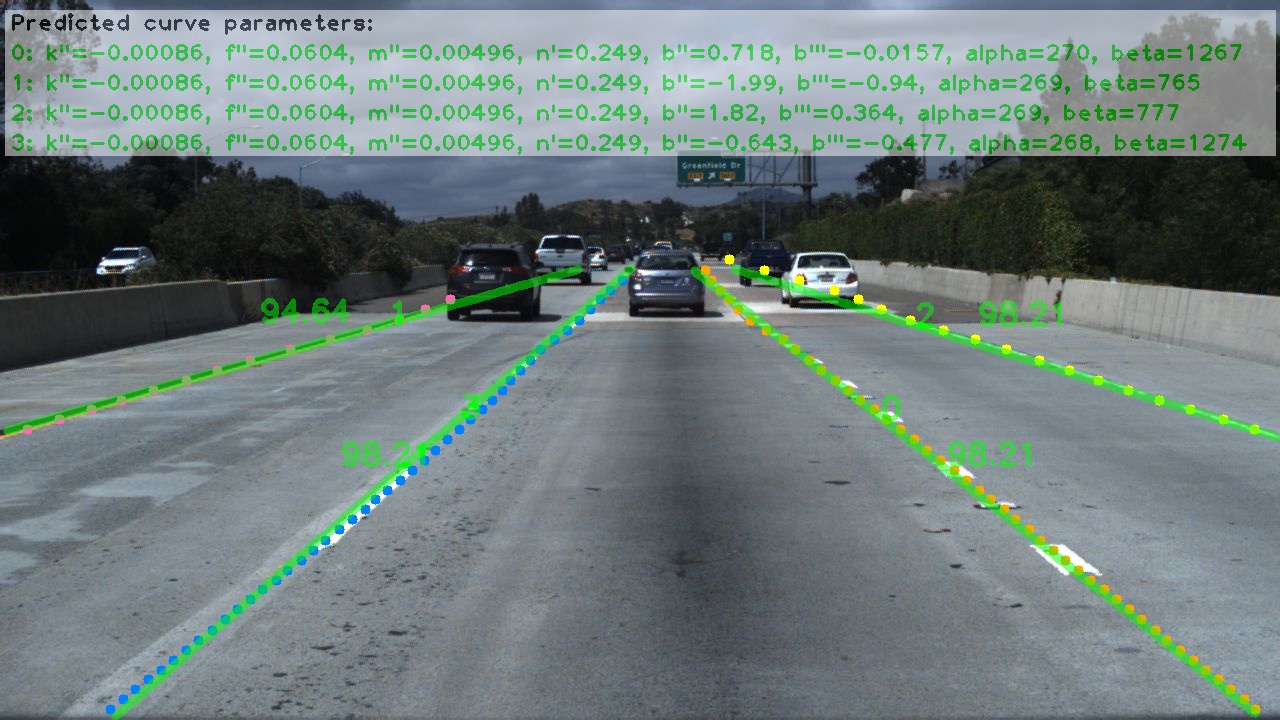 Predicted curve parameters:
0: k''=-0.00086, f''=0.0604, m''=0.00496, n'=0.249, b''=0.718, b'''=-0.0157, alpha=270, beta=1267
1: k''=-0.00086, f''=0.0604, m''=0.00496, n'=0.249, b''=-1.99, b'''=-0.94, alpha=269, beta=765
2: k''=-0.00086, f''=0.0604, m''=0.00496, n'=0.249, b''=1.82, b'''=0.364, alpha=269, beta=777
3: k''=-0.00086, f''=0.0604, m''=0.00496, n'=0.249, b''=-0.643, b'''=-0.477, alpha=268, beta=1274
Greenfield Dr
94.64 1 2 98.21
3 0
98.21 98.21